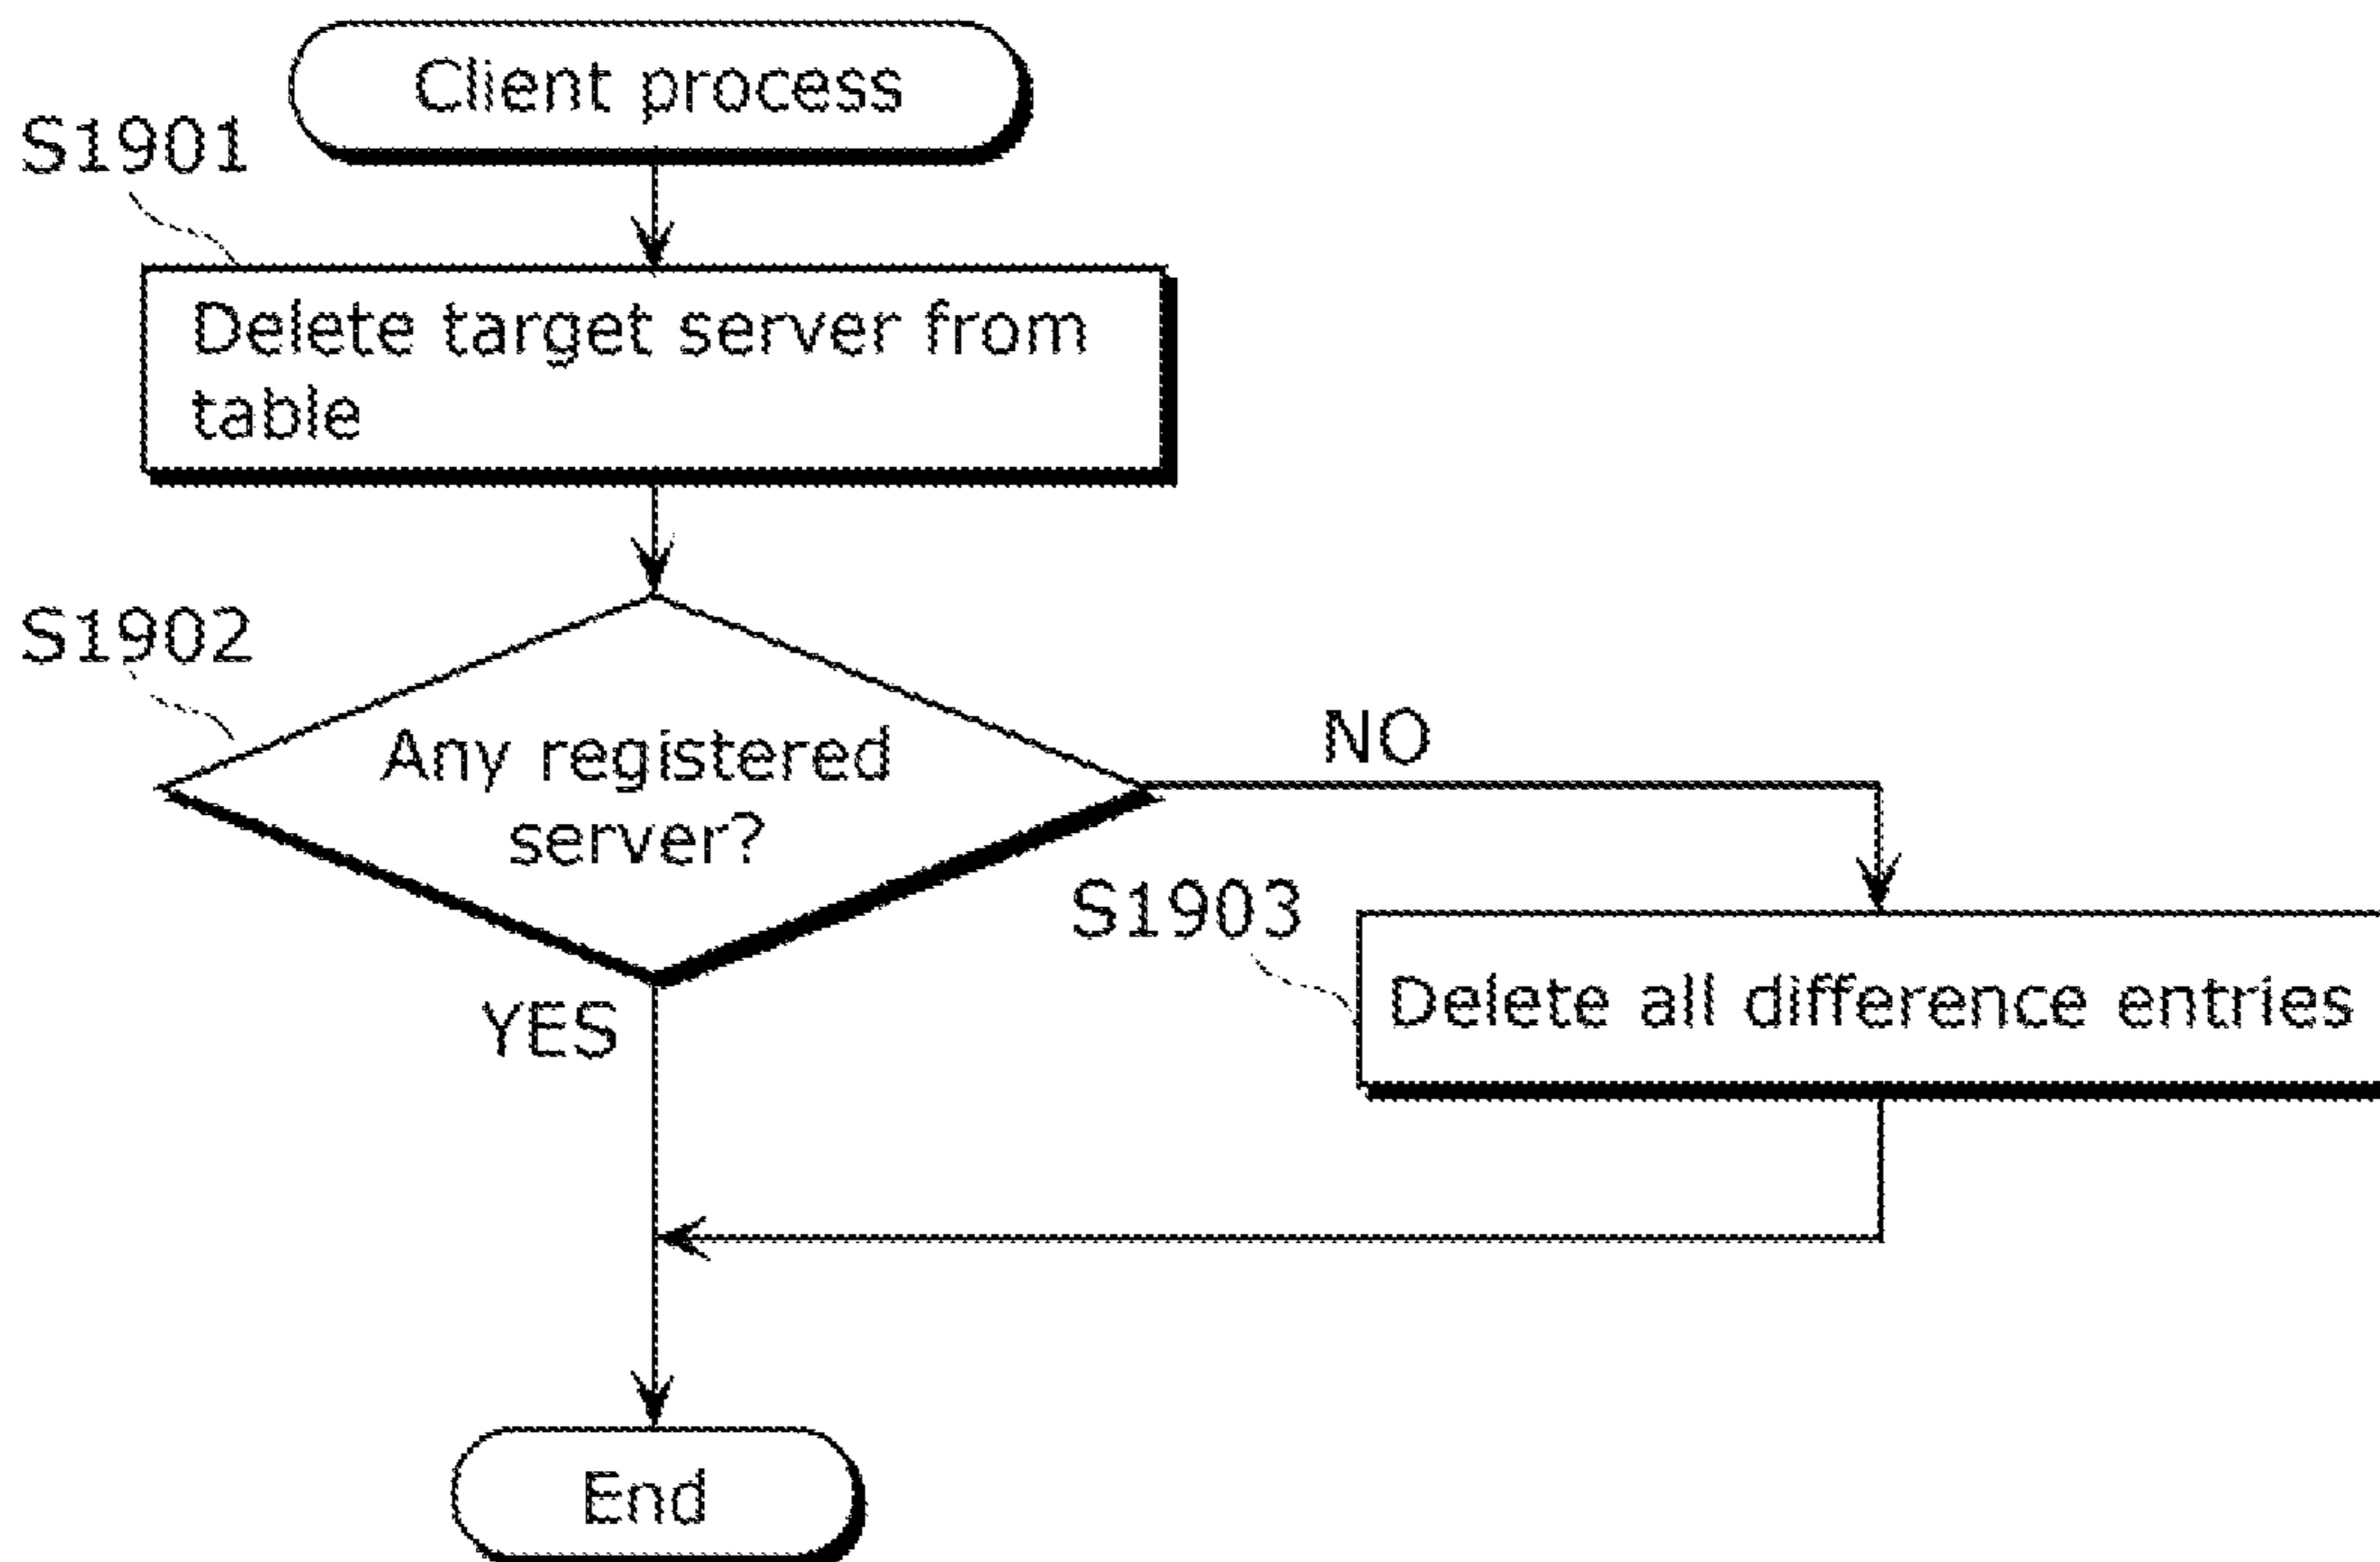 Client process
S1901
Delete target server from
table
S1902
Any registered
server?
NO
YES
S1903
Delete all difference entries
End